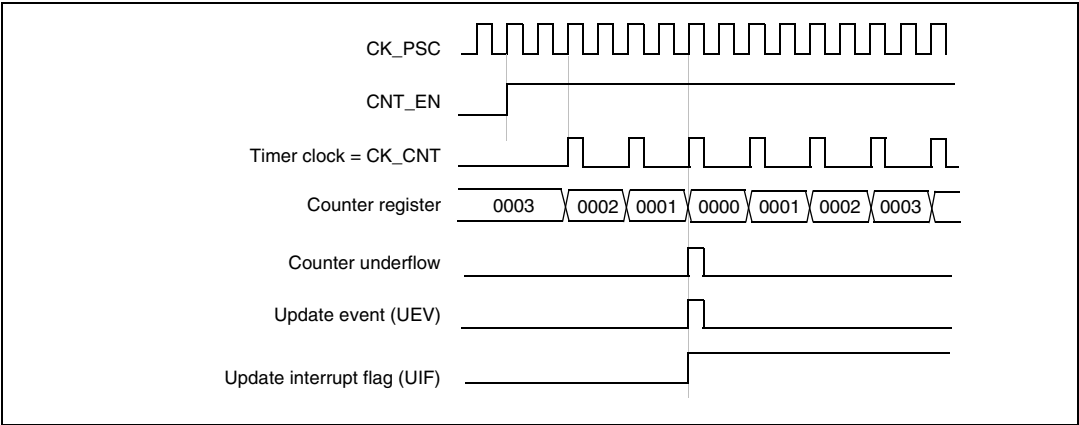 CK_PSC
CNT_EN
Timer clock = CK_CNT
Counter register 0003 0002 0001 0000 0001 0002 0003
Counter underflow
Update event (UEV)
Update interrupt flag (UIF)